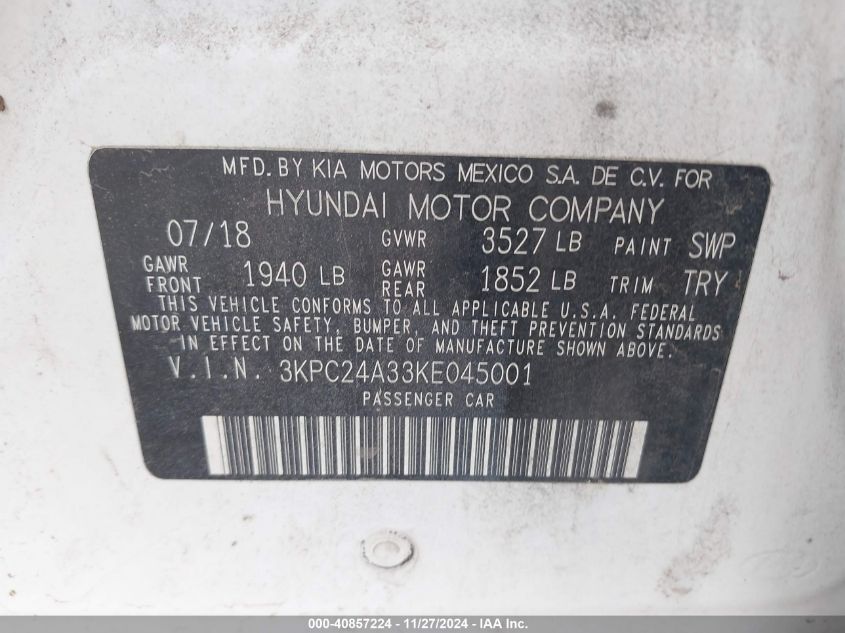 MFD. BY KIA MOTORS MEXICO S.A. DE C.V. FOR
HYUNDAI MOTOR COMPANY
07/18 GVWR 3527 LB PAINT SWP
GAWR FRONT 1940 LB GAWR REAR 1852 LB TRIM TRY
THIS VEHICLE CONFORMS TO ALL APPLICABLE U.S.A. FEDERAL
MOTOR VEHICLE SAFETY, BUMPER, AND THEFT PREVENTION STANDARDS
IN EFFECT ON THE DATE OF MANUFACTURE SHOWN ABOVE.
V.I.N. 3KPC24A33KE045001
PASSENGER CAR
000-40857224 - 11/27/2024 - IAA Inc.